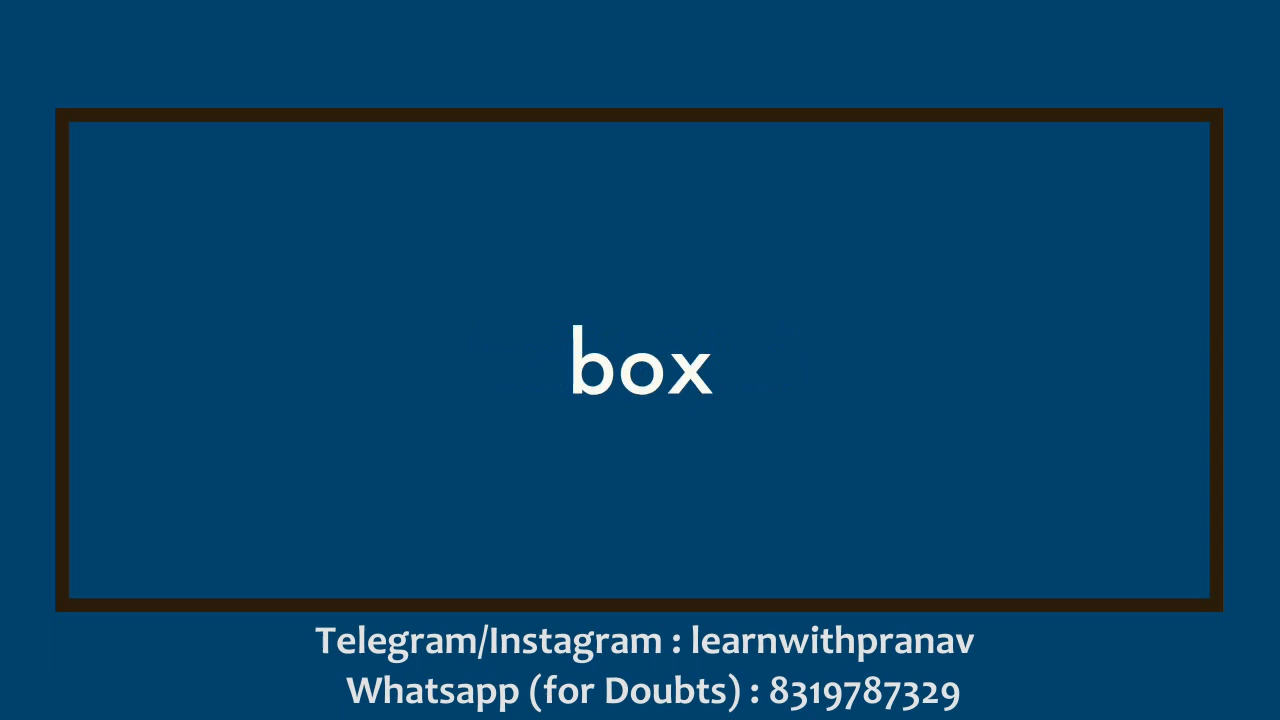 box
Telegram/Instagram : learnwithpranav
Whatsapp (for Doubts) : 8319787329